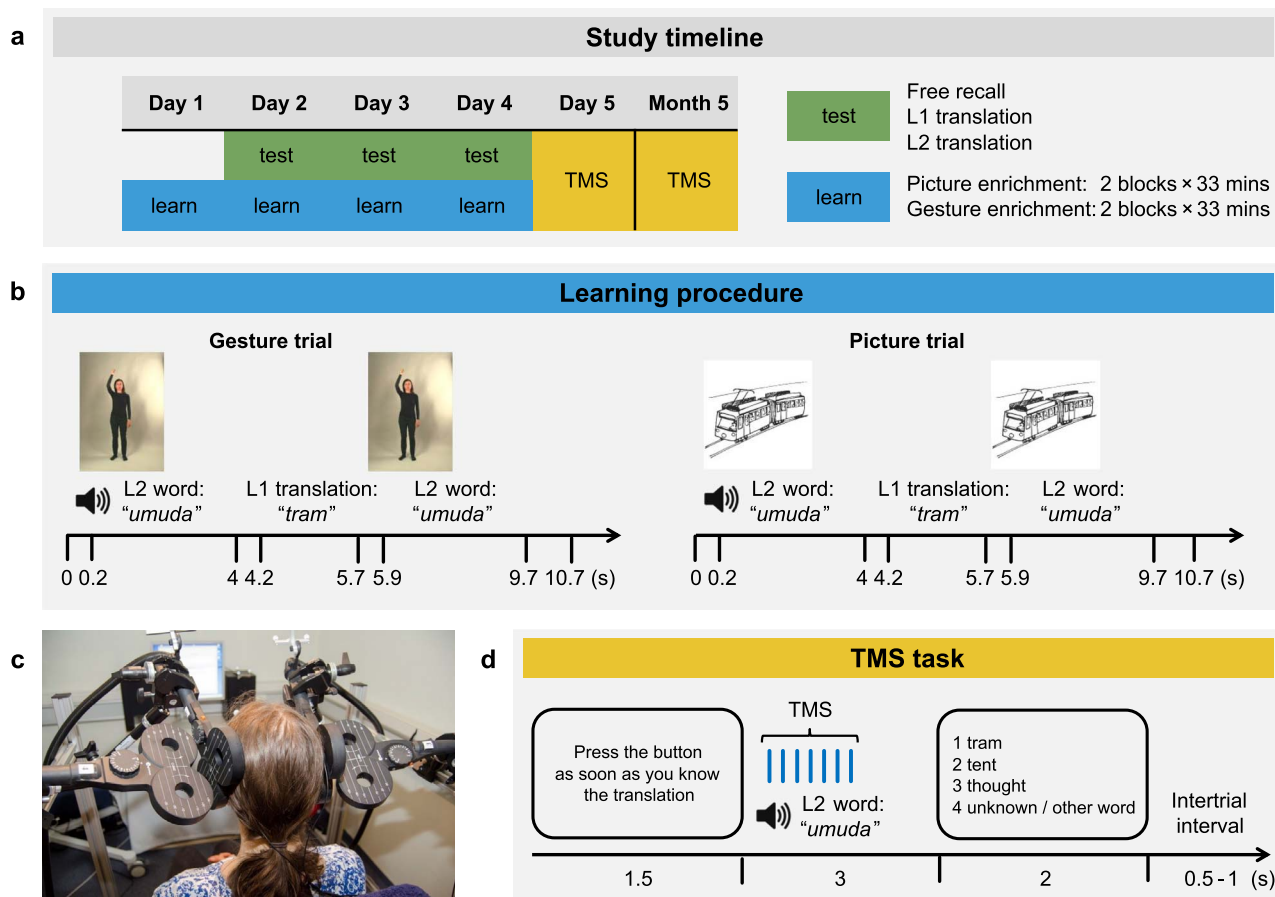 a
Study timeline
Day 1 Day 2 Day 3 Day 4 Day 5 Month 5
test test test
TMS TMS
learn learn learn learn
test
Free recall
L1 translation
L2 translation
learn
Picture enrichment: 2 blocks × 33 mins
Gesture enrichment: 2 blocks × 33 mins
b
Learning procedure
Gesture trial
L2 word: L1 translation: L2 word:
“umuda” “tram” “umuda”
0 0.2 4 4.2 5.7 5.9 9.7 10.7 (s)
Picture trial
L2 word: L1 translation: L2 word:
“umuda” “tram” “umuda”
0 0.2 4 4.2 5.7 5.9 9.7 10.7 (s)
c
d
TMS task
Press the button
as soon as you know
the translation
TMS
L2 word:
“umuda”
1 tram
2 tent
3 thought
4 unknown / other word
Intertrial
interval
1.5 3 2 0.5 - 1 (s)